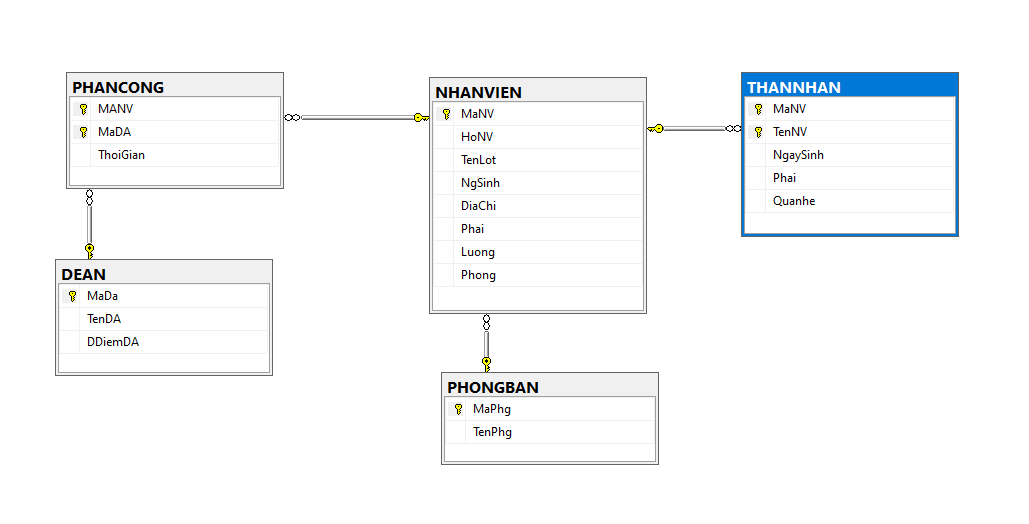 PHANCONG
MANV
MaDA
ThoiGian
NHANVIEN
MaNV
HoNV
TenLot
NgSinh
DiaChi
Phai
Luong
Phong
THANNHAN
MaNV
TenNV
NgaySinh
Phai
Quanhe
DEAN
MaDa
TenDA
DDiemDA
PHONGBAN
MaPhg
TenPhg